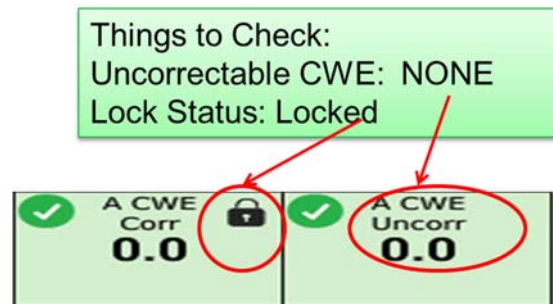 Things to Check:
Uncorrectable CWE: NONE
Lock Status: Locked
A CWE
Corr
0.0
A CWE
Uncorr
0.0